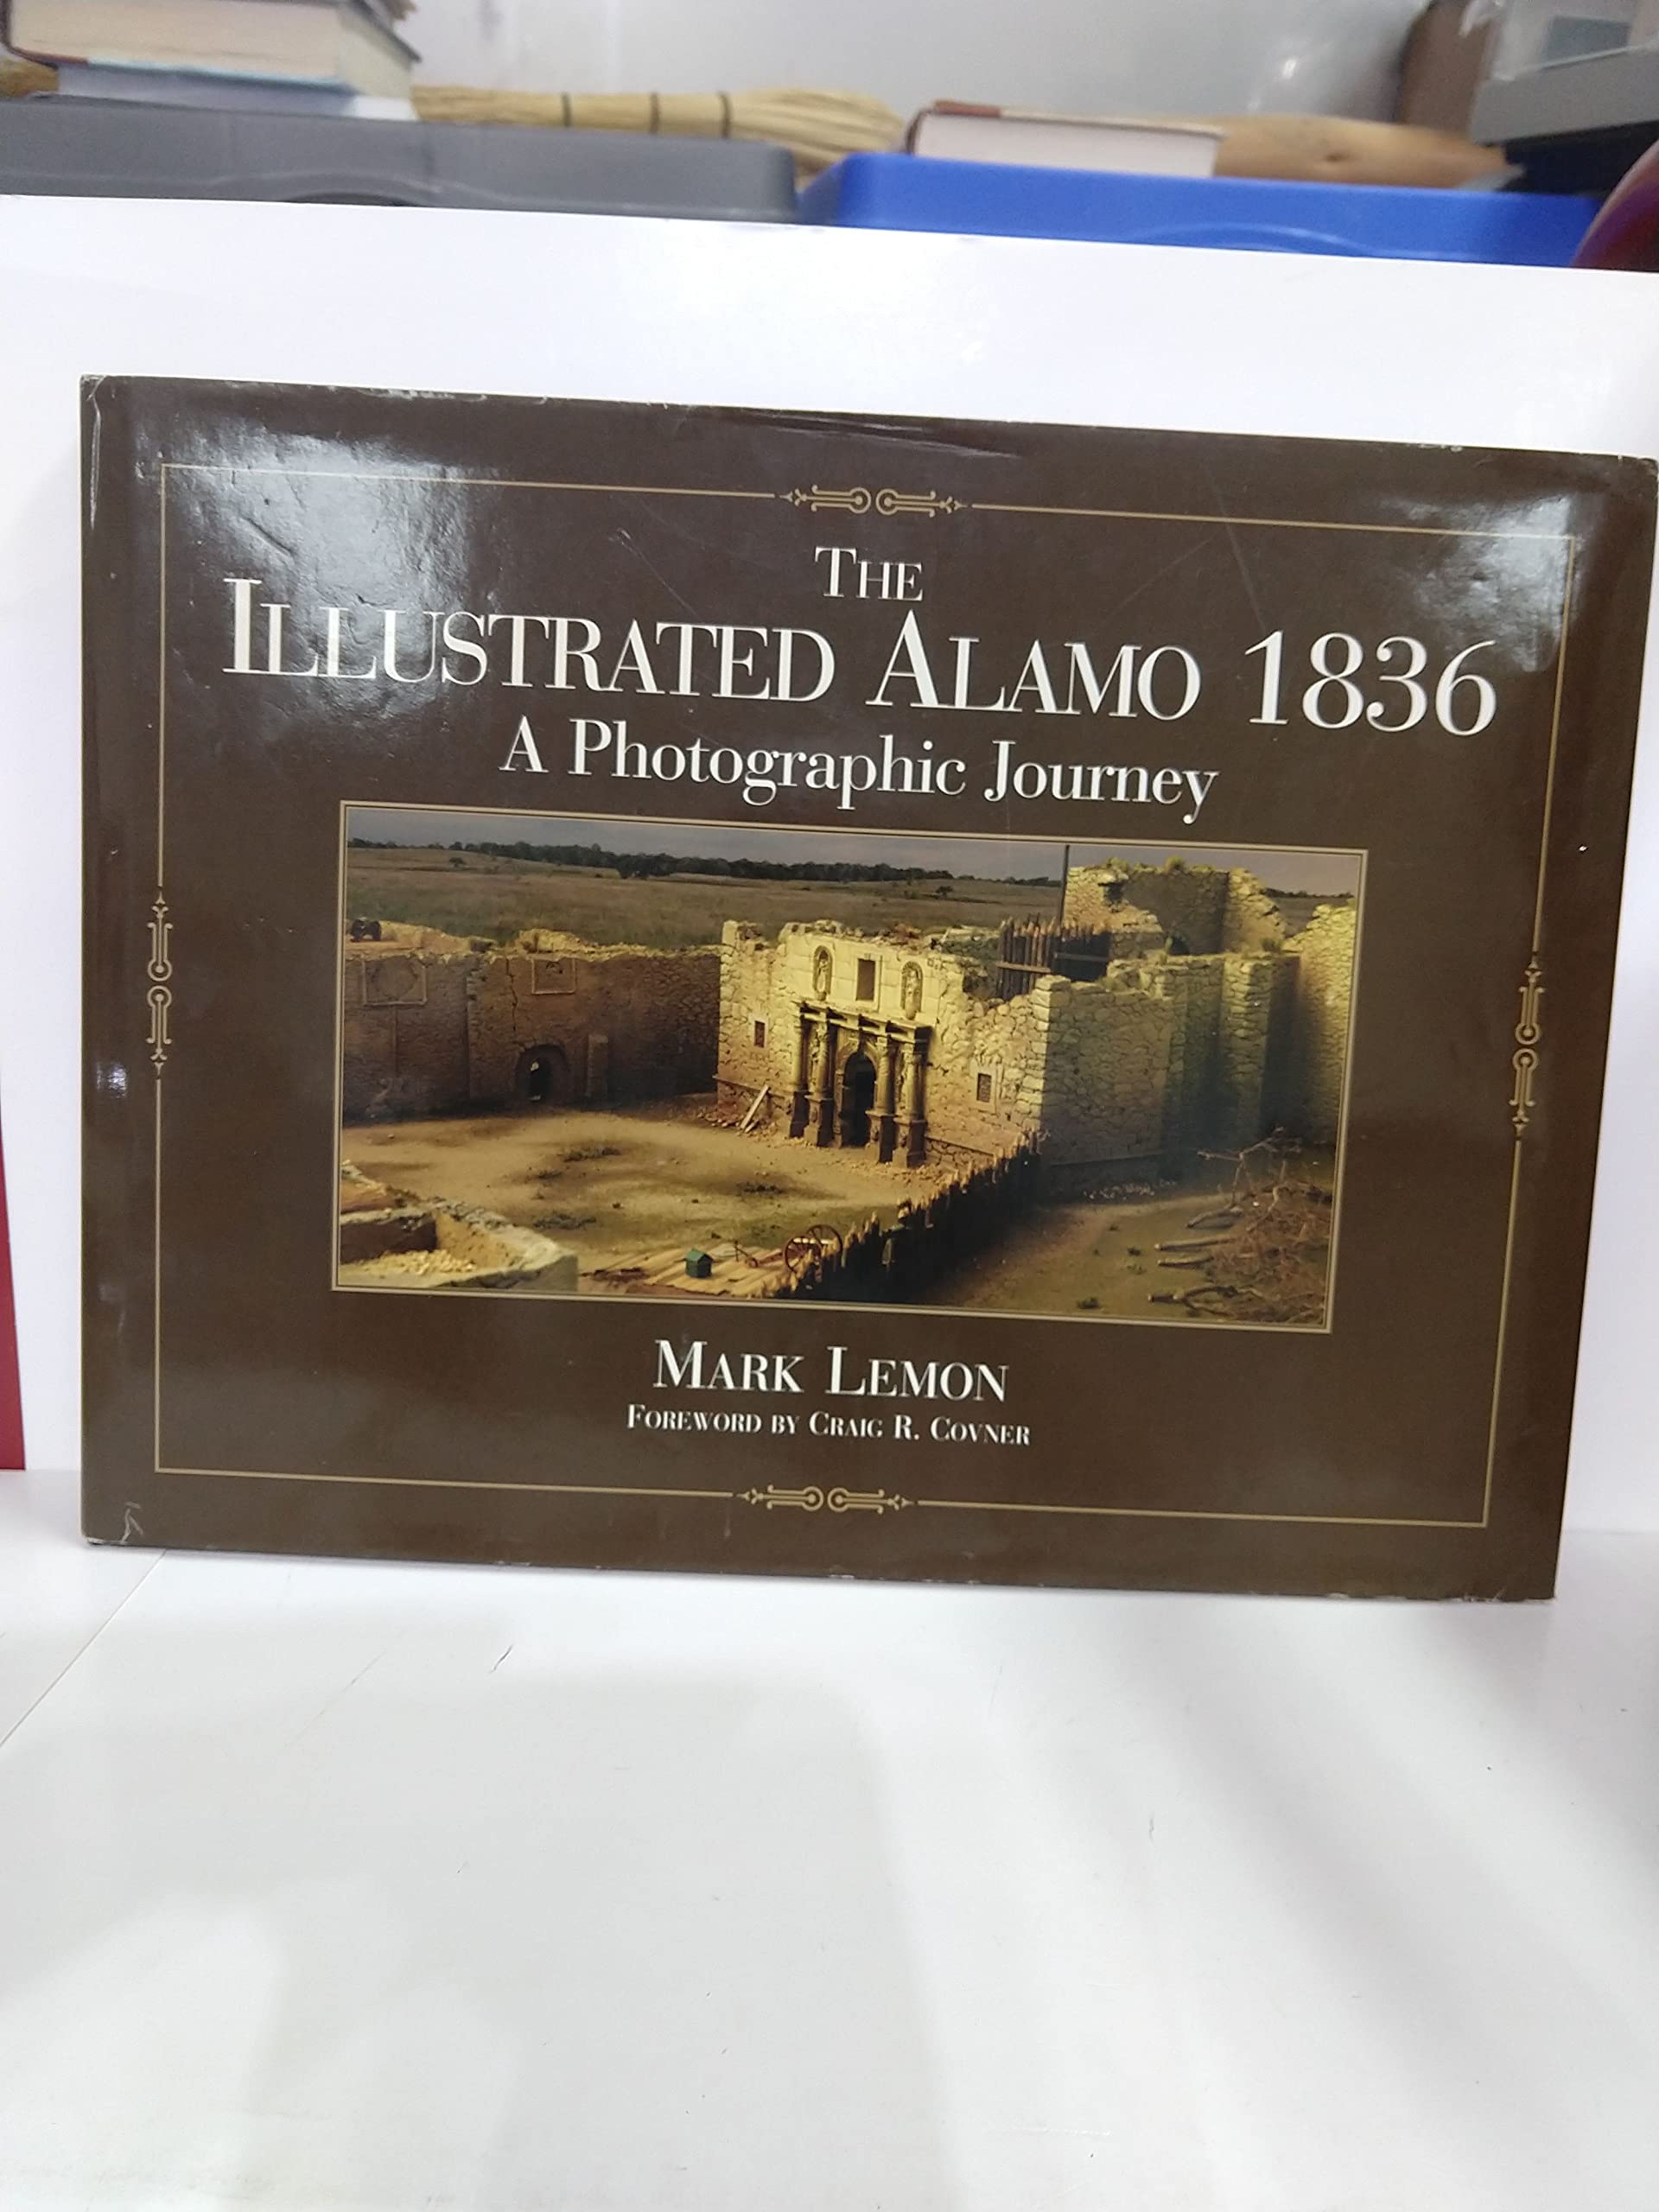 THE
ILLUSTRATED ALAMO 1836
A Photographic Journey
MARK LEMON
FOREWORD BY CRAIG R. COVNER